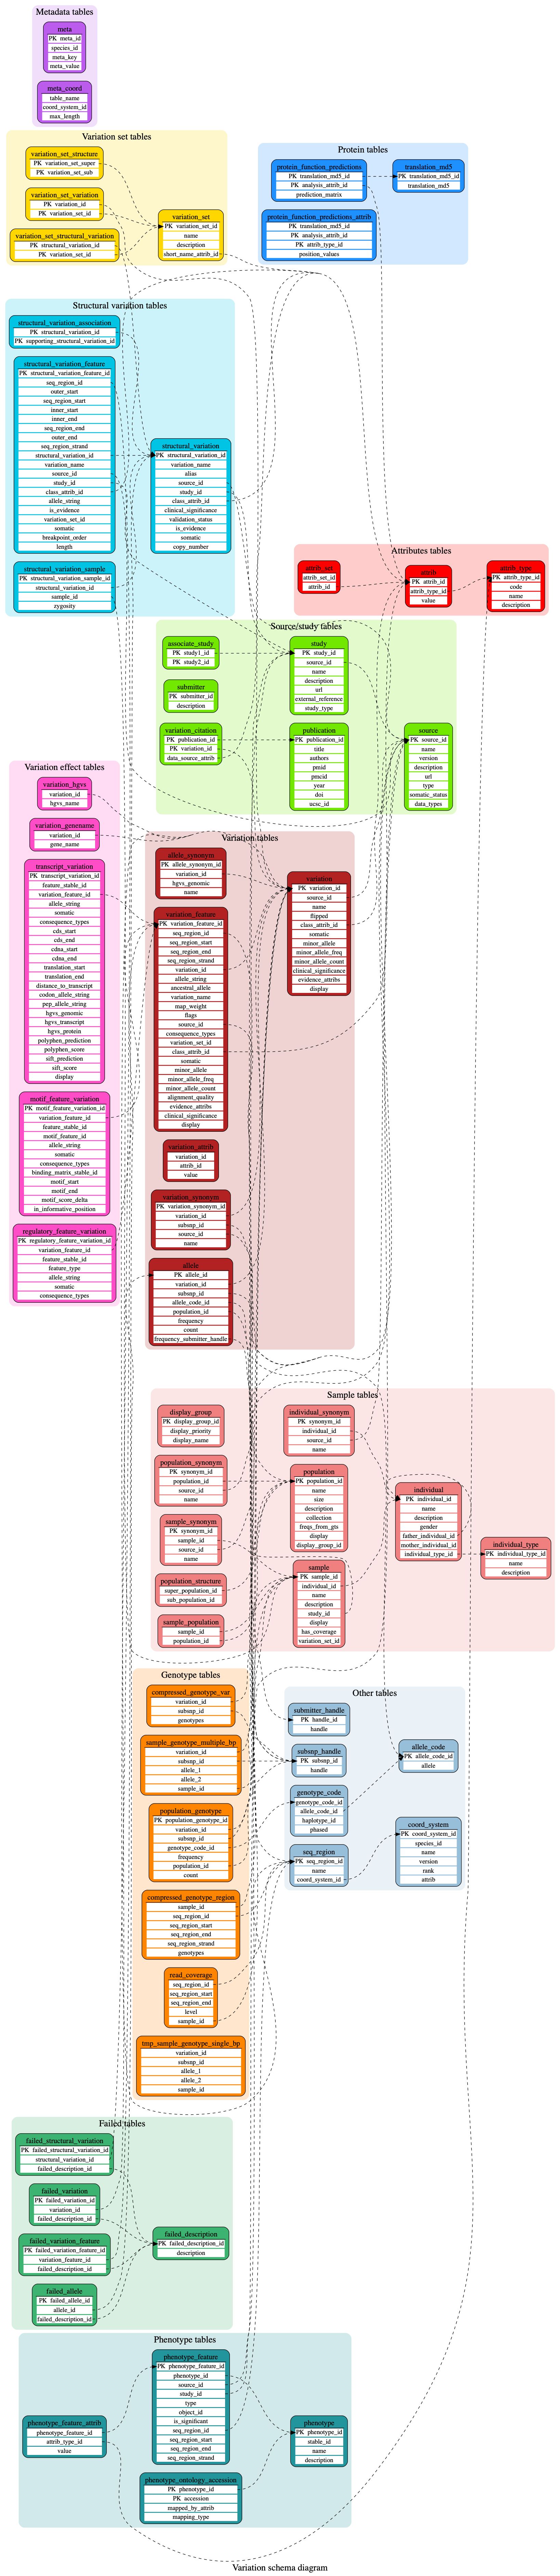 Metadata tables
meta
PK meta_id
species_id
meta_key
meta_value
meta_coord
table_name
coord_system_id
max_length
Variation set tables
variation_set_structure
PK variation_set_super
PK variation_set_sub
variation_set_variation
PK variation_id
PK variation_set_id
variation_set_structural_variation
PK structural_variation_id
PK variation_set_id
variation_set
PK variation_set_id
name
description
short_name_attrib_id
Protein tables
protein_function_predictions
PK translation_md5_id
PK analysis_attrib_id
prediction_matrix
translation_md5
PK translation_md5_id
translation_md5
protein_function_predictions_attrib
PK translation_md5_id
PK analysis_attrib_id
PK attrib_type_id
position_values
Structural variation tables
structural_variation_association
PK structural_variation_id
PK supporting_structural_variation_id
structural_variation_feature
PK structural_variation_feature_id
seq_region_id
outer_start
seq_region_start
inner_start
inner_end
seq_region_end
outer_end
seq_region_strand
structural_variation_id
variation_name
source_id
study_id
class_attrib_id
allele_string
is_evidence
variation_set_id
somatic
breakpoint_order
length
structural_variation
PK structural_variation_id
variation_name
alias
source_id
study_id
class_attrib_id
clinical_significance
validation_status
is_evidence
somatic
copy_number
structural_variation_sample
PK structural_variation_sample_id
structural_variation_id
sample_id
zygosity
Attributes tables
attrib_set
attrib_set_id
attrib_id
attrib
PK attrib_id
attrib_type_id
value
attrib_type
PK attrib_type_id
code
name
description
Source/study tables
associate_study
PK study1_id
PK study2_id
submitter
PK submitter_id
description
variation_citation
PK publication_id
PK variation_id
data_source_attrib
study
PK study_id
source_id
name
description
url
external_reference
study_type
publication
PK publication_id
title
authors
pmid
pmcid
year
doi
ucsc_id
source
PK source_id
name
version
description
url
type
somatic_status
data_types
Variation effect tables
variation_hgvs
variation_id
hgvs_name
variation_genename
variation_id
gene_name
transcript_variation
PK transcript_variation_id
feature_stable_id
variation_feature_id
allele_string
somatic
consequence_types
cds_start
cds_end
cdna_start
cdna_end
translation_start
translation_end
distance_to_transcript
codon_allele_string
pep_allele_string
hgvs_genomic
hgvs_transcript
hgvs_protein
polyphen_prediction
polyphen_score
sift_prediction
sift_score
display
motif_feature_variation
PK motif_feature_variation_id
variation_feature_id
feature_stable_id
motif_feature_id
allele_string
somatic
consequence_types
binding_matrix_stable_id
motif_start
motif_end
motif_score_delta
in_informative_position
regulatory_feature_variation
PK regulatory_feature_variation_id
variation_feature_id
feature_stable_id
feature_type
allele_string
somatic
consequence_types
Variation tables
allele_synonym
PK allele_synonym_id
variation_id
hgvs_genomic
name
variation_feature
PK variation_feature_id
seq_region_id
seq_region_start
seq_region_end
seq_region_strand
variation_id
allele_string
ancestral_allele
variation_name
map_weight
flags
source_id
consequence_types
variation_set_id
class_attrib_id
somatic
minor_allele
minor_allele_freq
minor_allele_count
alignment_quality
evidence_attribs
clinical_significance
display
variation
PK variation_id
source_id
name
flipped
class_attrib_id
somatic
minor_allele
minor_allele_freq
minor_allele_count
clinical_significance
evidence_attribs
display
variation_attrib
variation_id
attrib_id
value
variation_synonym
PK variation_synonym_id
variation_id
subsnp_id
source_id
name
allele
PK allele_id
variation_id
subsnp_id
allele_code_id
population_id
frequency
count
frequency_submitter_handle
Sample tables
display_group
PK display_group_id
display_priority
display_name
population_synonym
PK synonym_id
population_id
source_id
name
sample_synonym
PK synonym_id
sample_id
source_id
name
population_structure
super_population_id
sub_population_id
sample_population
sample_id
population_id
individual_synonym
PK synonym_id
individual_id
source_id
name
population
PK population_id
name
size
description
collection
freqs_from_gts
display
display_group_id
sample
PK sample_id
individual_id
name
description
study_id
display
has_coverage
variation_set_id
individual
PK individual_id
name
description
gender
father_individual_id
mother_individual_id
individual_type_id
individual_type
PK individual_type_id
name
description
Genotype tables
compressed_genotype_var
variation_id
subsnp_id
genotypes
sample_genotype_multiple_bp
variation_id
subsnp_id
allele_1
allele_2
sample_id
population_genotype
PK population_genotype_id
variation_id
subsnp_id
genotype_code_id
frequency
population_id
count
compressed_genotype_region
sample_id
seq_region_id
seq_region_start
seq_region_end
seq_region_strand
genotypes
read_coverage
seq_region_id
seq_region_start
seq_region_end
level
sample_id
tmp_sample_genotype_single_bp
variation_id
subsnp_id
allele_1
allele_2
sample_id
Other tables
submitter_handle
PK handle_id
handle
subsnp_handle
PK subsnp_id
handle
genotype_code
genotype_code_id
allele_code_id
haplotype_id
phased
seq_region
PK seq_region_id
name
coord_system_id
allele_code
PK allele_code_id
allele
coord_system
PK coord_system_id
species_id
name
version
rank
attrib
Failed tables
failed_structural_variation
PK failed_structural_variation_id
structural_variation_id
failed_description_id
failed_variation
PK failed_variation_id
variation_id
failed_description_id
failed_variation_feature
PK failed_variation_feature_id
variation_feature_id
failed_description_id
failed_allele
PK failed_allele_id
allele_id
failed_description_id
failed_description
PK failed_description_id
description
Phenotype tables
phenotype_feature
PK phenotype_feature_id
phenotype_id
source_id
study_id
type
object_id
is_significant
seq_region_id
seq_region_start
seq_region_end
seq_region_strand
phenotype_feature_attrib
phenotype_feature_id
attrib_type_id
value
phenotype
PK phenotype_id
stable_id
name
description
phenotype_ontology_accession
PK phenotype_id
PK accession
mapped_by_attrib
mapping_type
Variation schema diagram